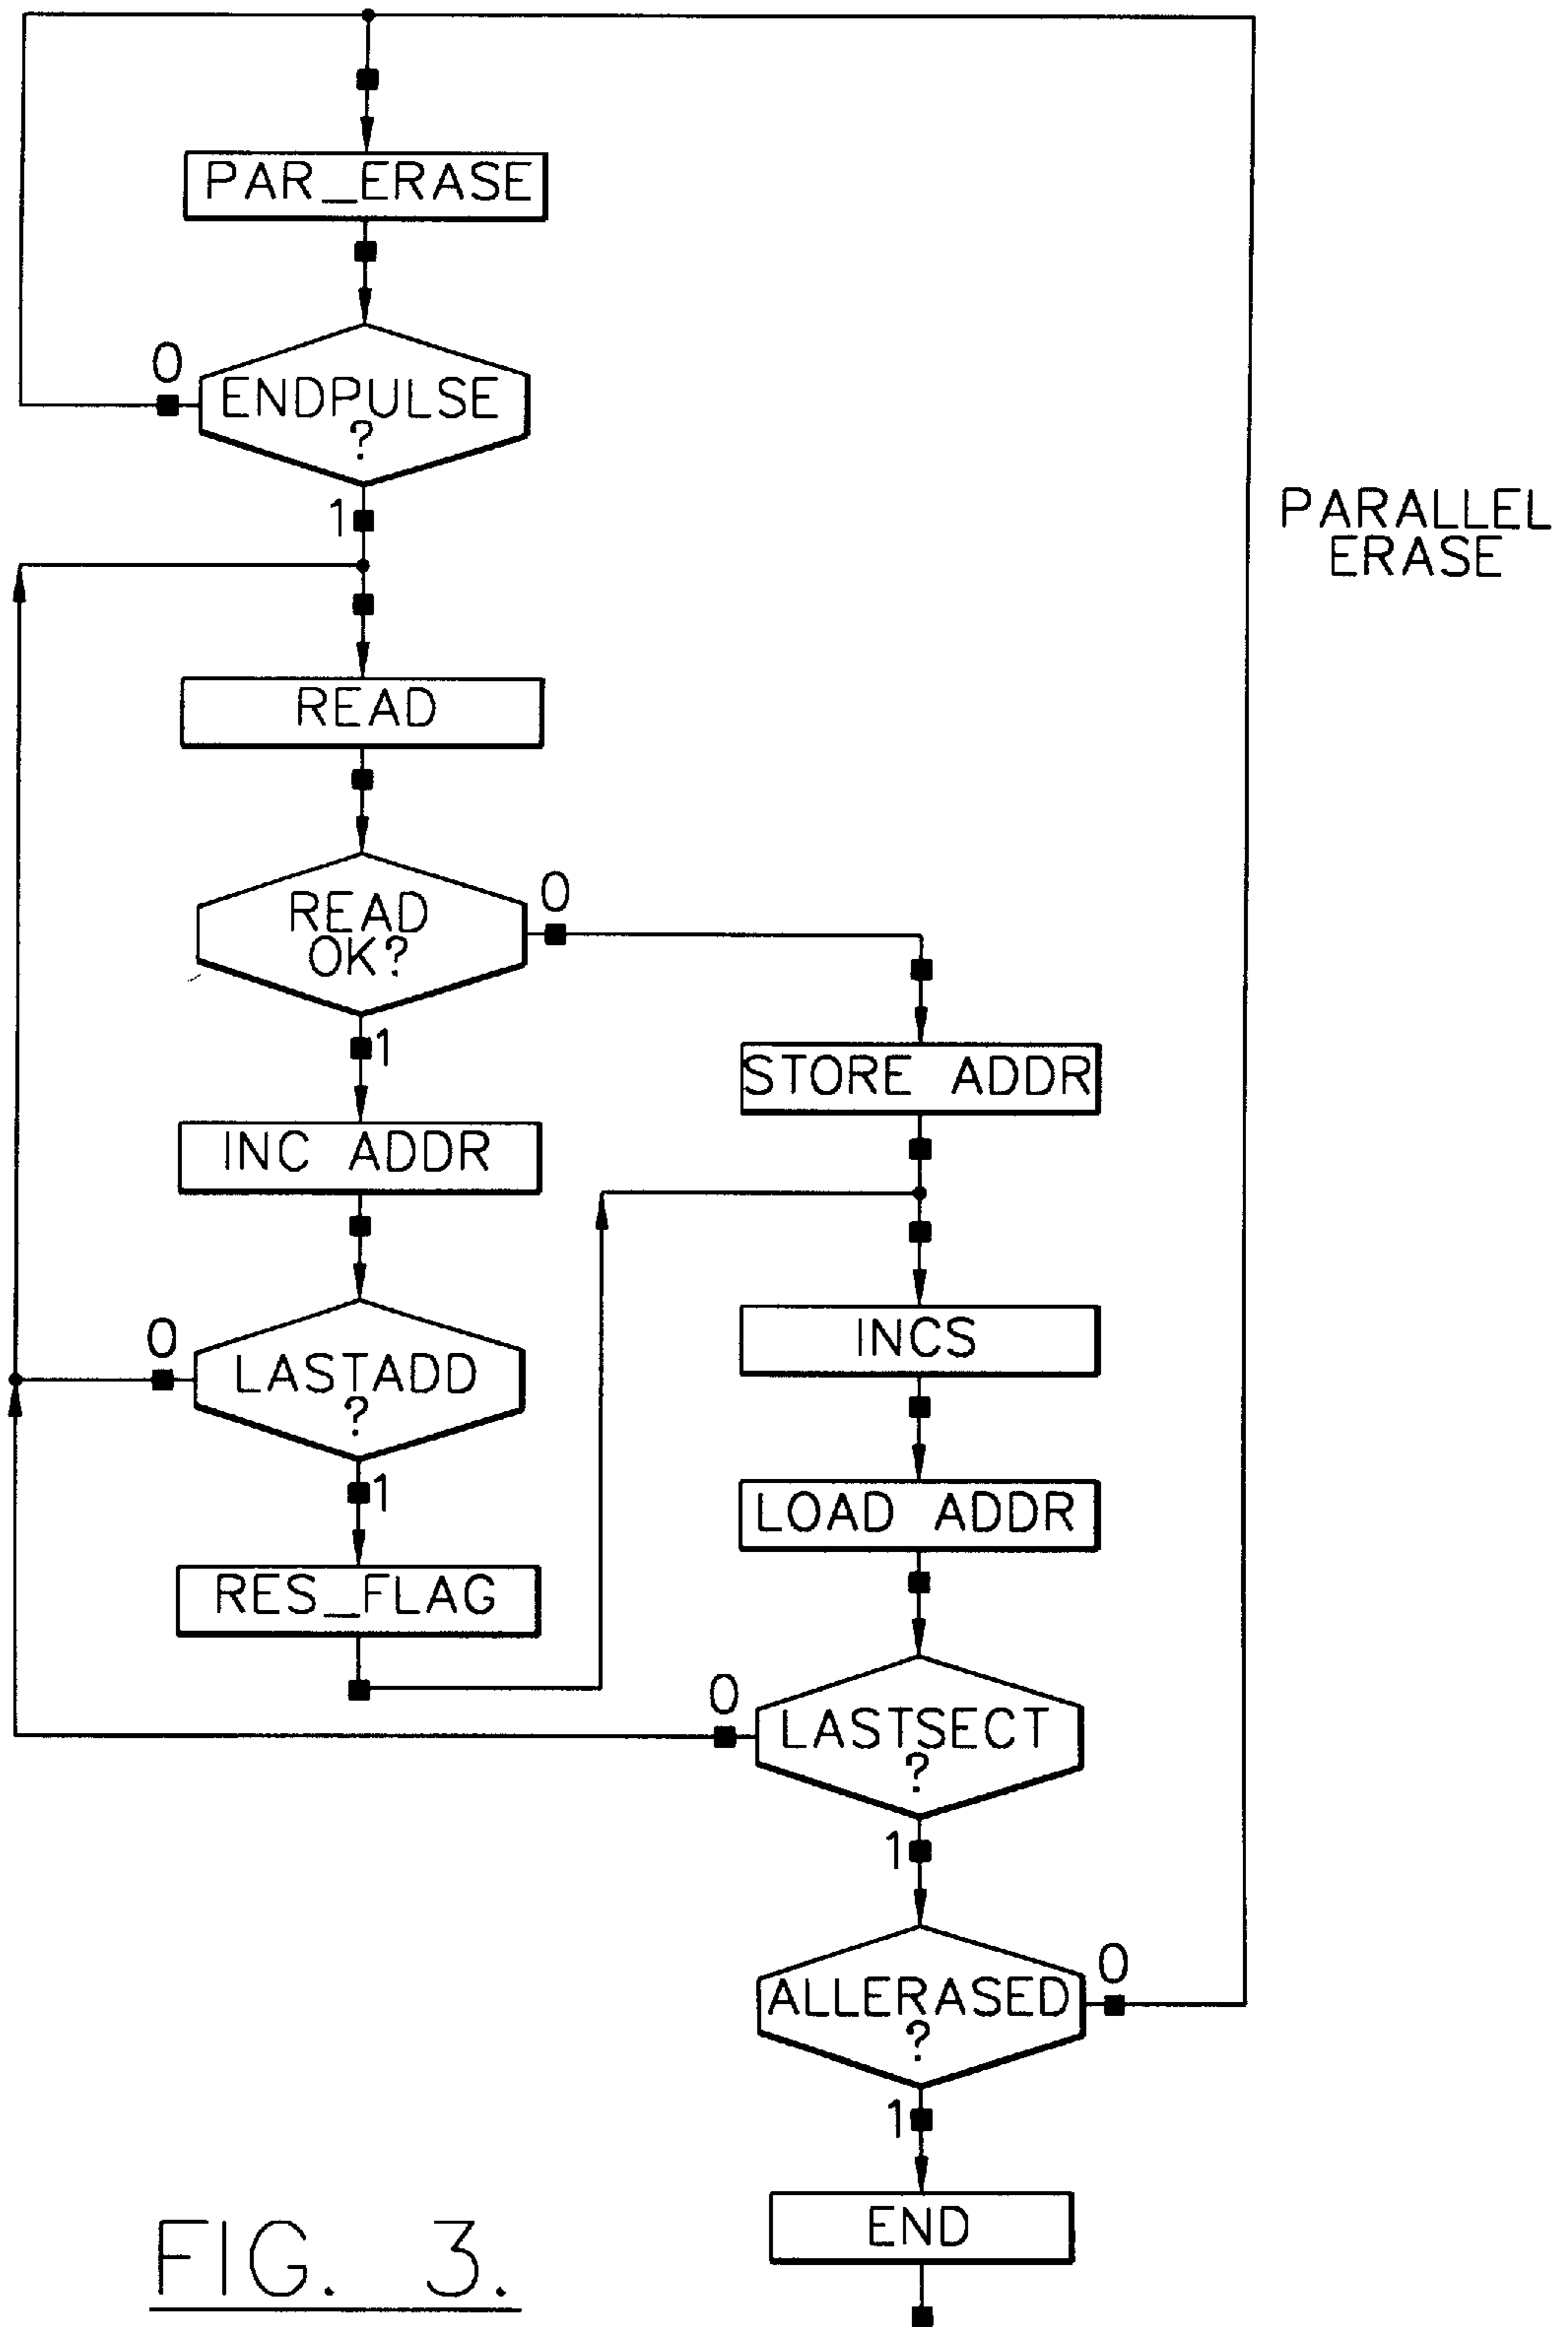 PAR_ERASE
0
ENDPULSE
?
1
PARALLEL
ERASE
READ
READ
OK?
0
1
STORE ADDR
INC ADDR
INCS
0
LASTADD
?
1
LOAD ADDR
RES_FLAG
0
LASTSECT
?
1
ALLERASED
?
0
1
END
FIG. 3.